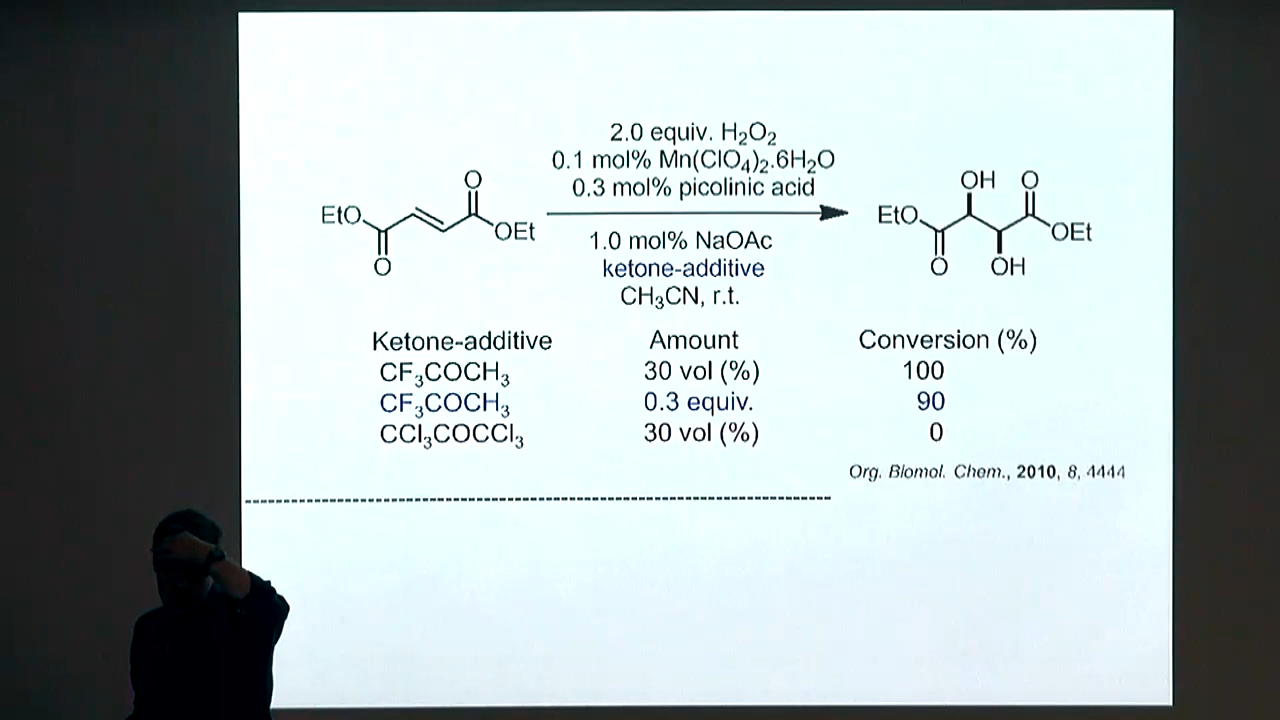 2.0 equiv. H₂O₂
0.1 mol% Mn(ClO₄)₂.6H₂O
0.3 mol% picolinic acid
1.0 mol% NaOAc
ketone-additive
CH₃CN, r.t.
EtO
O
O
OEt
OH
O
EtO
OEt
O
OH
Ketone-additive Amount Conversion (%)
CF₃COCH₃ 30 vol (%) 100
CF₃COCH₃ 0.3 equiv. 90
CCl₃COCCl₃ 30 vol (%) 0
Org. Biomol. Chem., 2010, 8, 4444